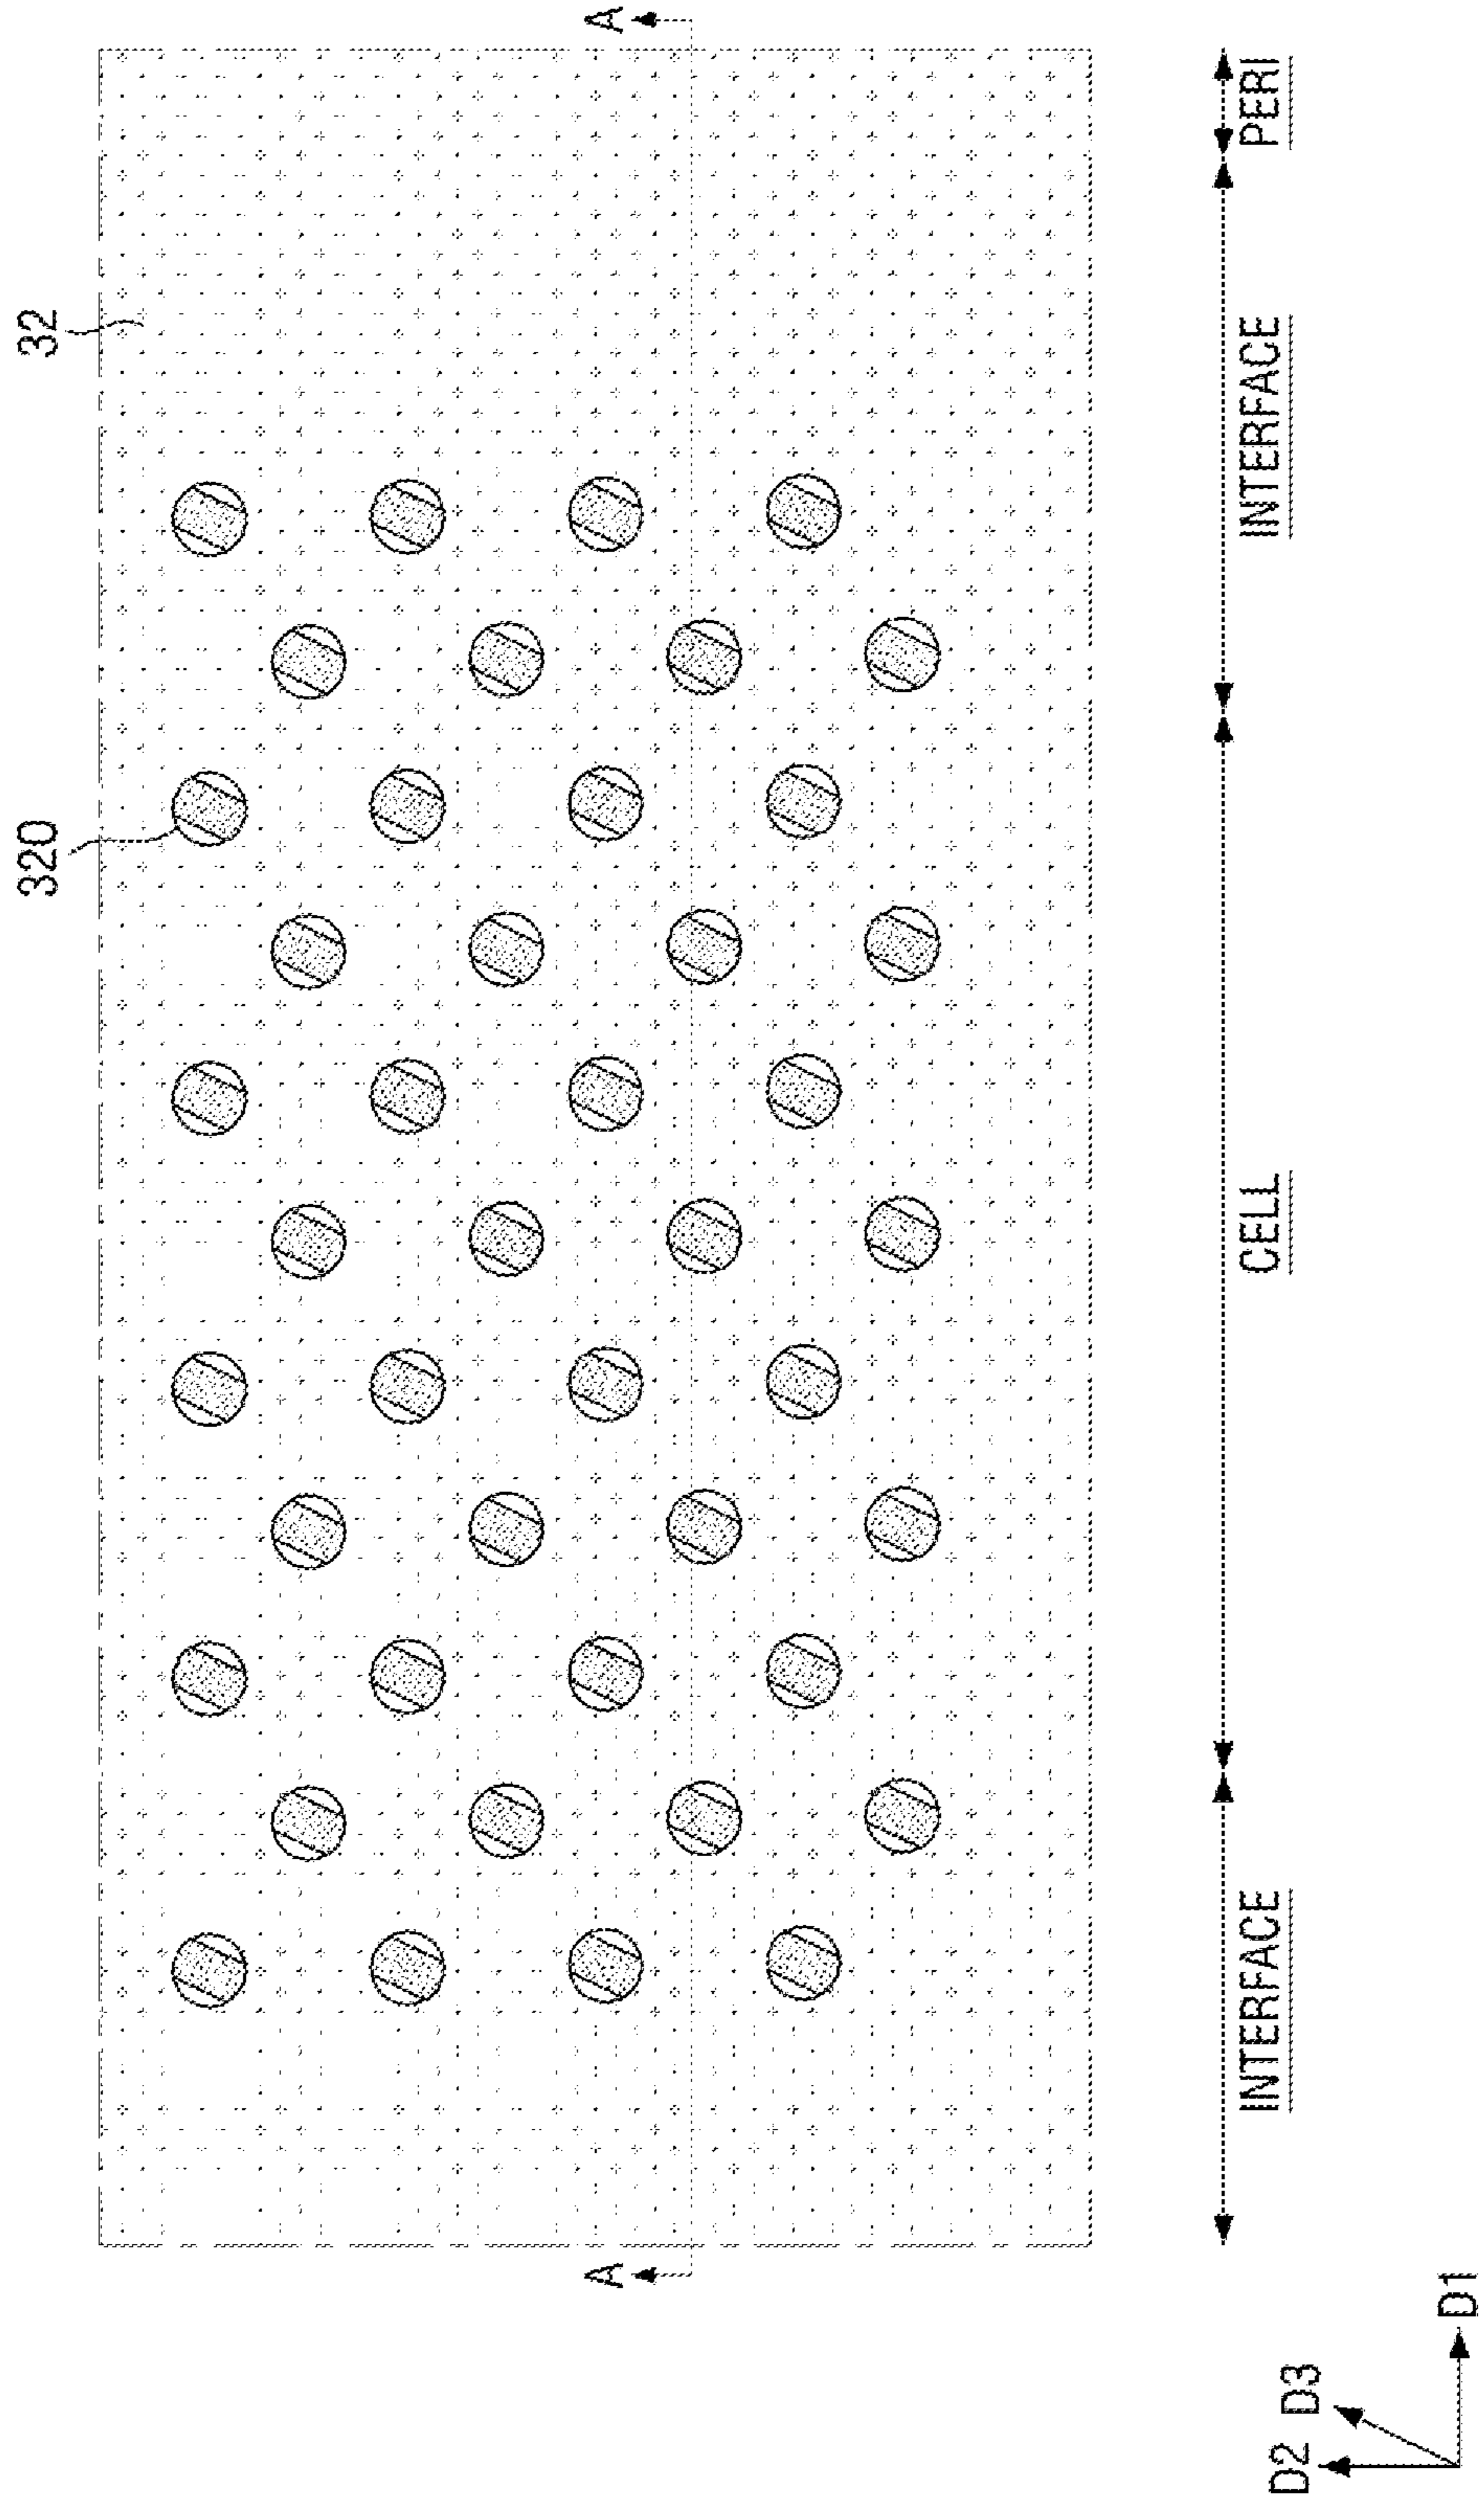 32
320
A
A
INTERFACE
CELL
INTERFACE
PERI
D2
D3
D1